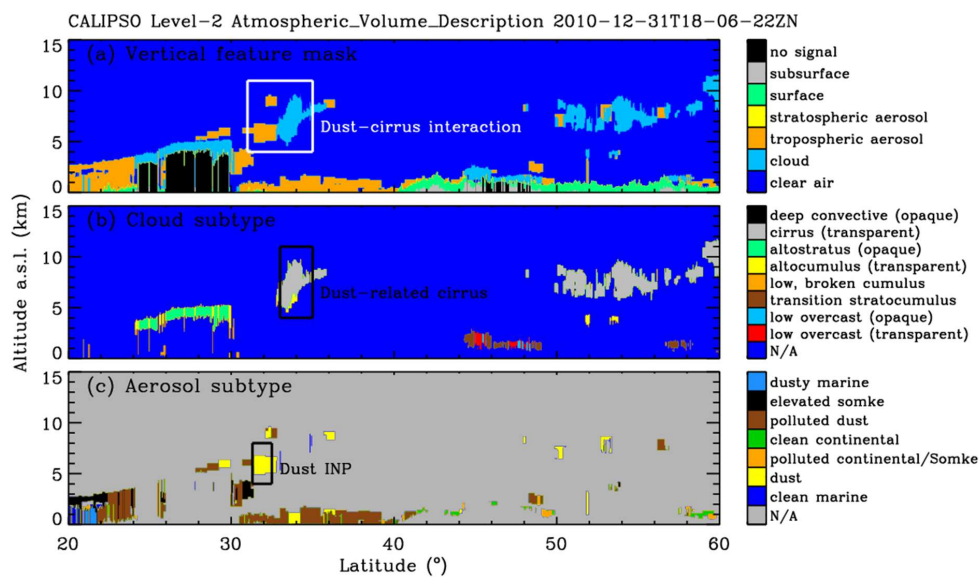 CALIPSO Level-2 Atmospheric_Volume_Description 2010-12-31T18-06-22ZN
15
10
5
0
(a) Vertical feature mask
Dust-cirrus interaction
no signal
subsurface
surface
stratospheric aerosol
tropospheric aerosol
cloud
clear air
Altitude a.s.l. (km)
15
10
5
0
(b) Cloud subtype
Dust-related cirrus
deep convective (opaque)
cirrus (transparent)
altostratus (opaque)
altocumulus (transparent)
low, broken cumulus
transition stratocumulus
low overcast (opaque)
low overcast (transparent)
N/A
15
10
5
0
(c) Aerosol subtype
Dust INP
dusty marine
elevated somke
polluted dust
clean continental
polluted continental/Somke
dust
clean marine
N/A
20 30 40 50 60
Latitude (°)